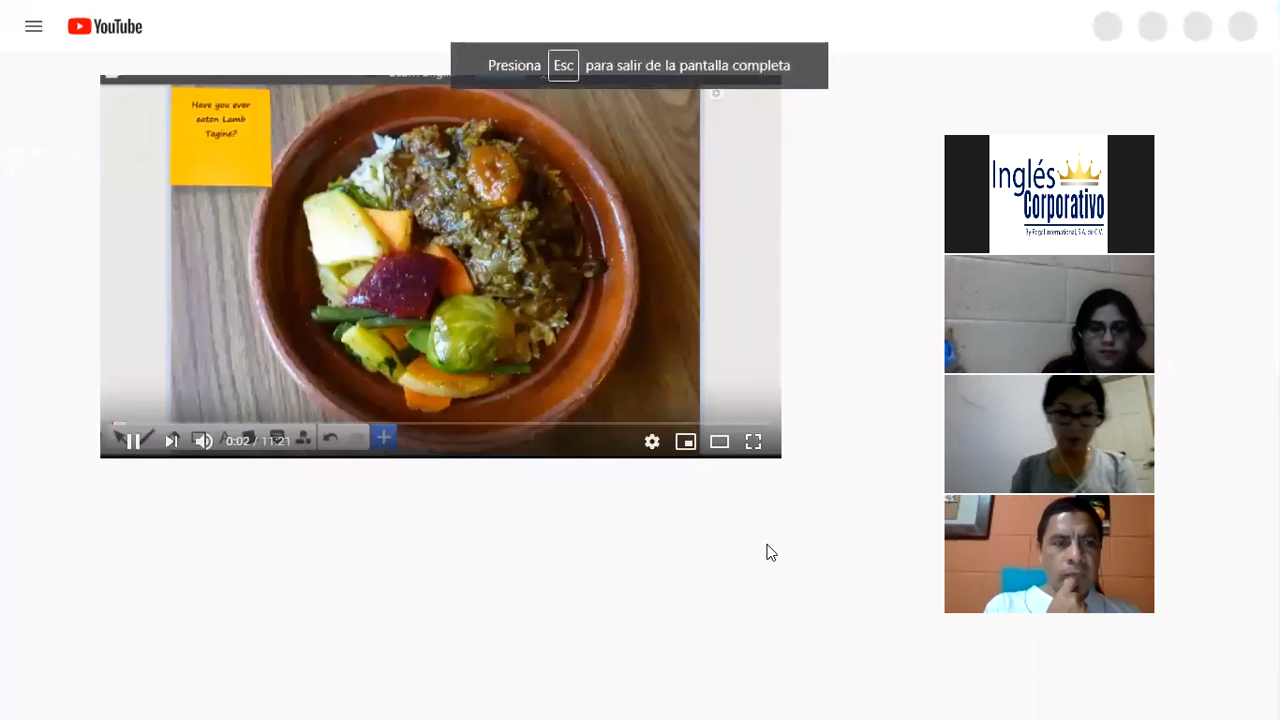 YouTube
Presiona Esc para salir de la pantalla completa
Have you ever
eaten Lamb
Tagine?
0:02 / 11:21
Inglés
Corporativo